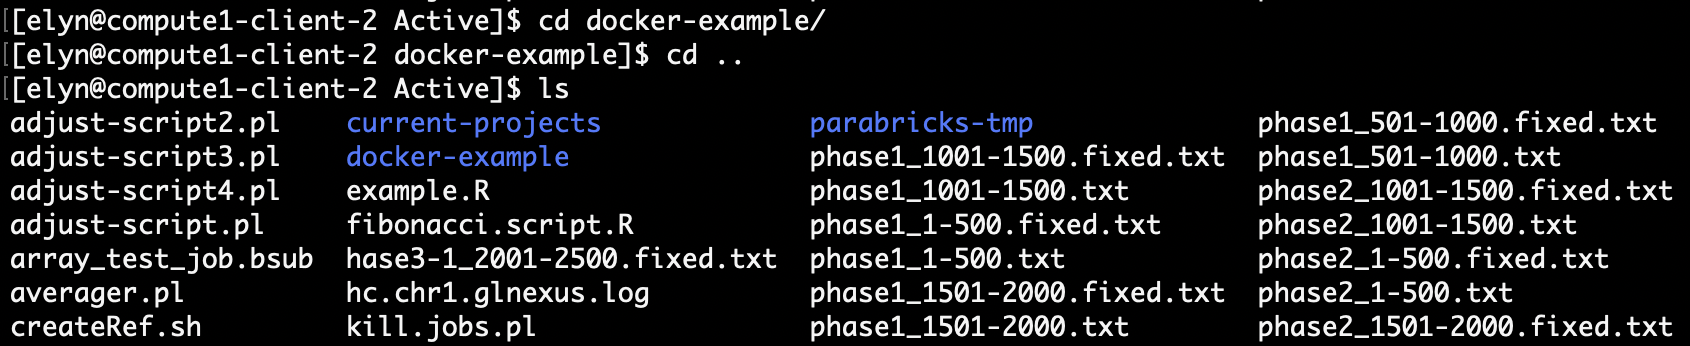 [[elyn@compute1-client-2 Active]$ cd docker-example/
[[elyn@compute1-client-2 docker-example]$ cd ..
[[elyn@compute1-client-2 Active]$ ls
adjust-script2.pl current-projects parabricks-tmp phase1_501-1000.fixed.txt
adjust-script3.pl docker-example phase1_1001-1500.fixed.txt phase1_501-1000.txt
adjust-script4.pl example.R phase1_1001-1500.txt phase2_1001-1500.fixed.txt
adjust-script.pl fibonacci.script.R phase1_1-500.fixed.txt phase2_1001-1500.txt
array_test_job.bsub hase3-1_2001-2500.fixed.txt phase1_1-500.txt phase2_1-500.fixed.txt
averager.pl hc.chr1.glnexus.log phase1_1501-2000.fixed.txt phase2_1-500.txt
createRef.sh kill.jobs.pl phase1_1501-2000.txt phase2_1501-2000.fixed.txt